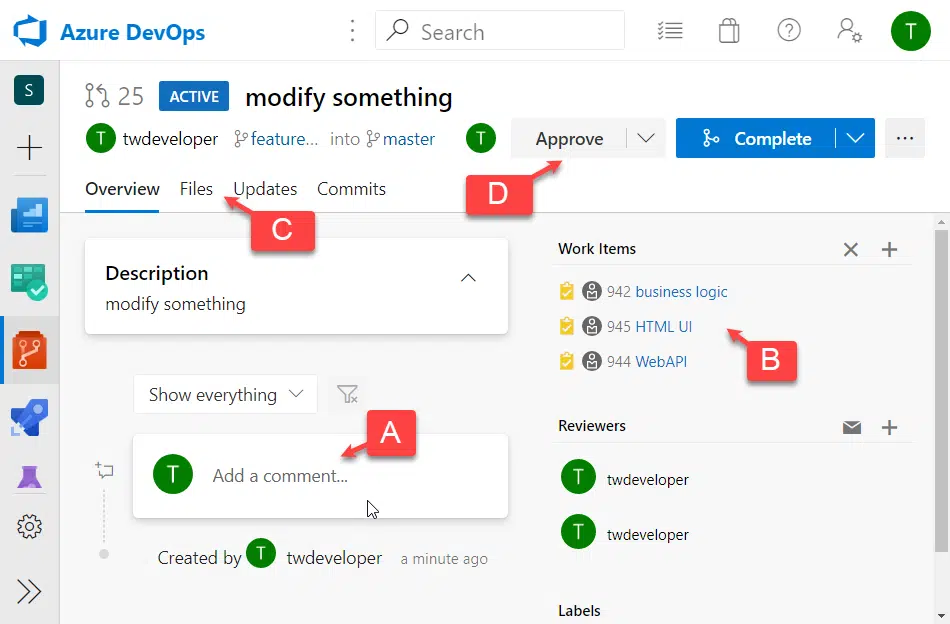 Azure DevOps
Search
T
S
25 ACTIVE modify something
T twdeveloper feature... into master T Approve Complete ...
Overview Files Updates Commits
D
C
Description
modify something
Work Items
942 business logic
945 HTML UI
944 WebAPI
B
Show everything
A
T Add a comment...
Created by T twdeveloper a minute ago
Reviewers
T twdeveloper
T twdeveloper
Labels